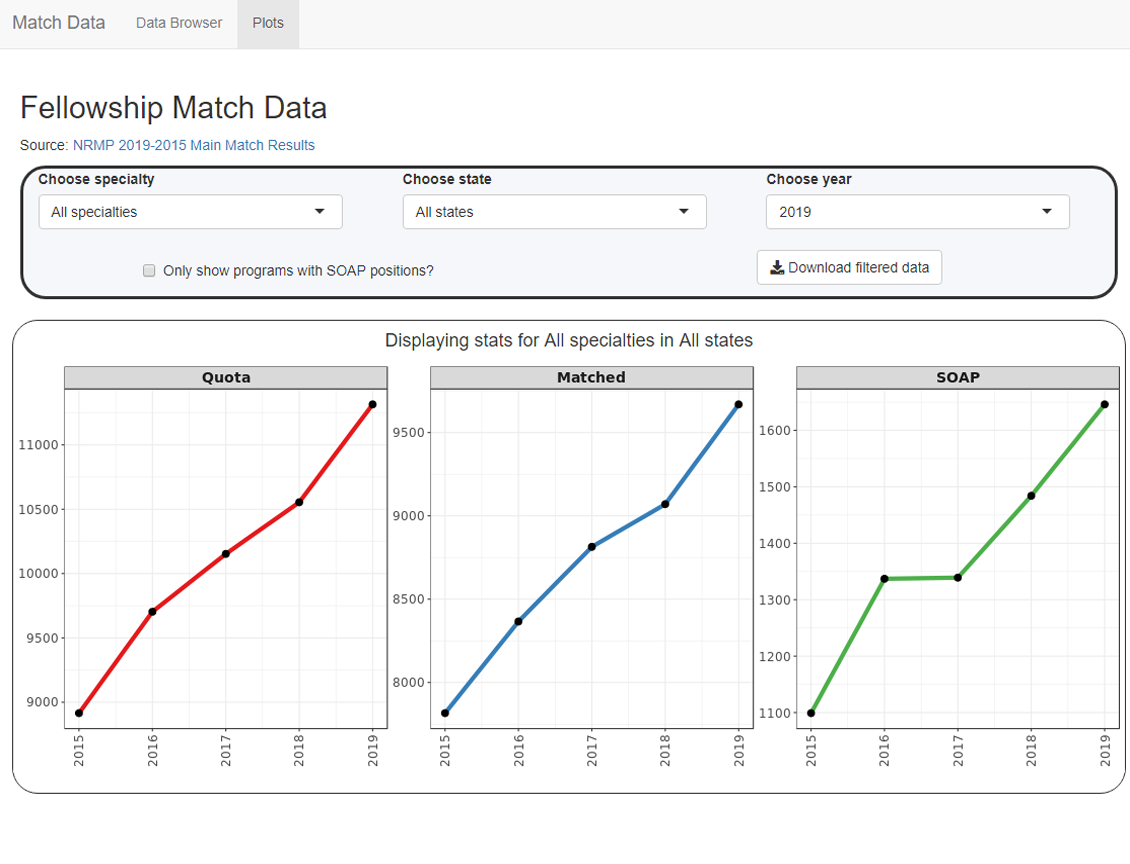 Match Data Data Browser Plots
Fellowship Match Data
Source: NRMP 2019-2015 Main Match Results
Choose specialty Choose state Choose year
All specialties All states 2019
Only show programs with SOAP positions? Download filtered data
Displaying stats for All specialties in All states
Quota
11000
10500
10000
9500
9000
2015 2016 2017 2018 2019
Matched
9500
9000
8500
8000
2015 2016 2017 2018 2019
SOAP
1600
1500
1400
1300
1200
1100
2015 2016 2017 2018 2019